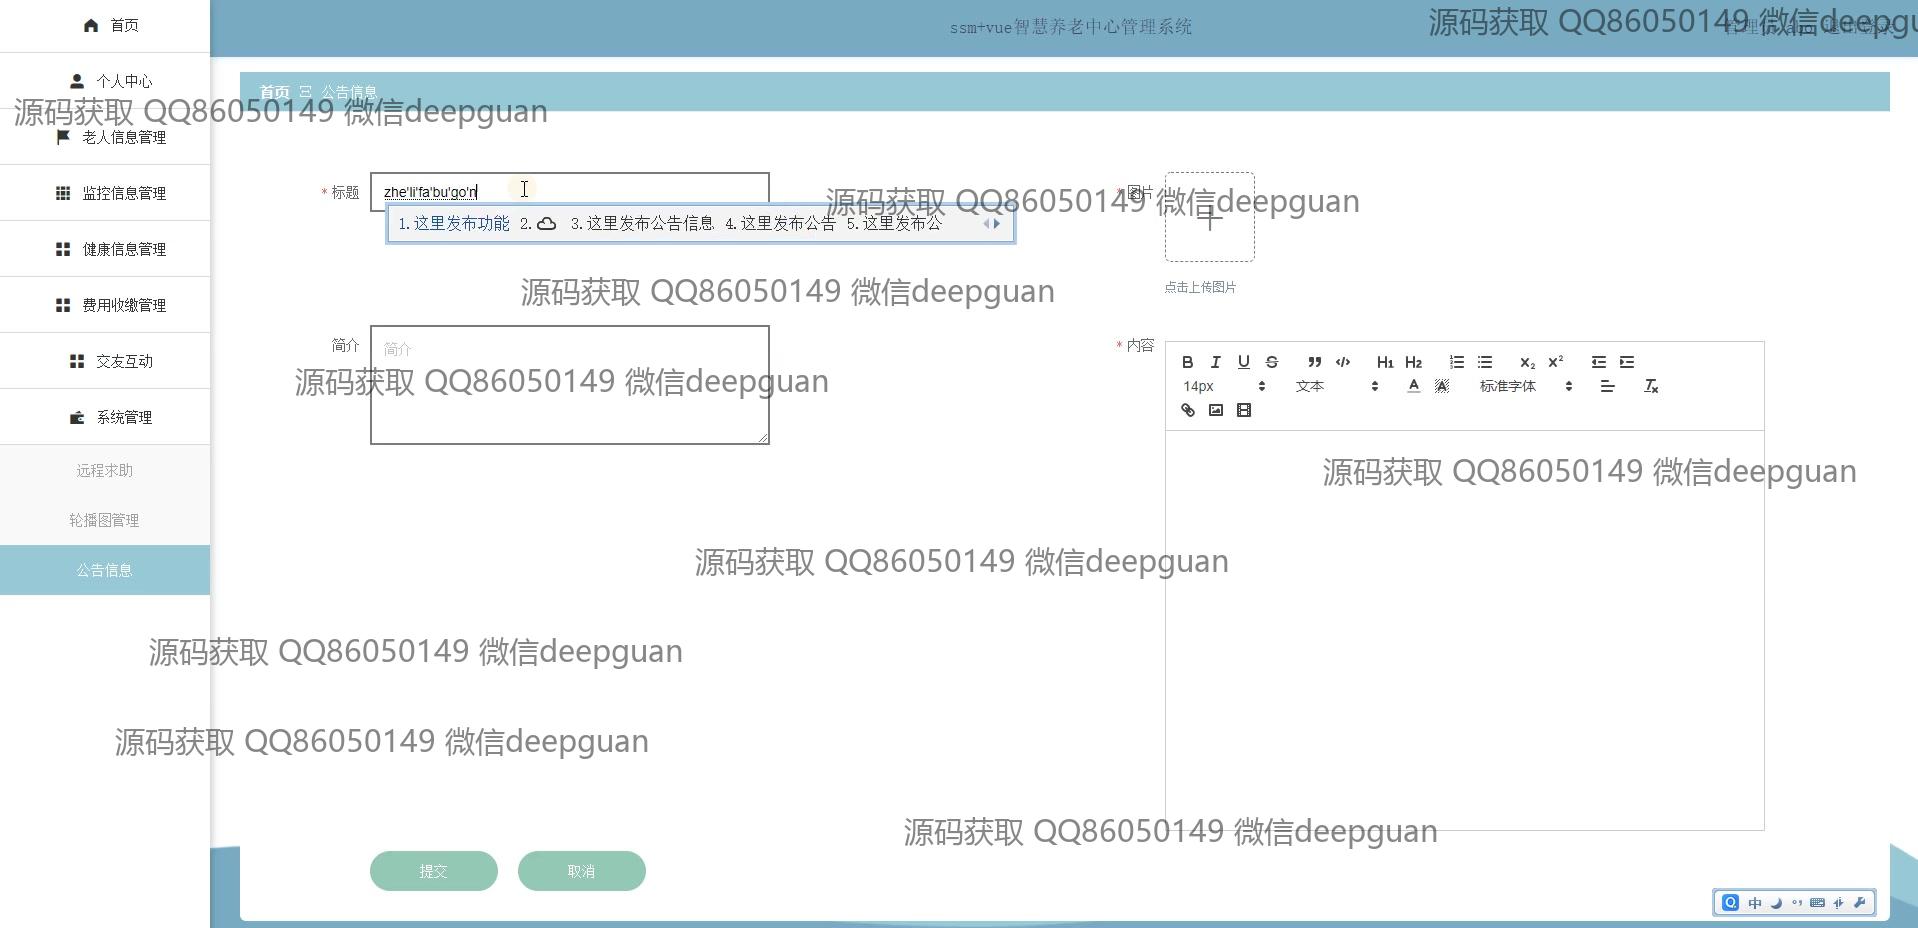 首页
个人中心
老人信息管理
监控信息管理
健康信息管理
费用收缴管理
交友互动
系统管理
远程求助
轮播图管理
公告信息
ssm+vue智慧养老中心管理系统
源码获取 QQ86050149 微信deepgu
首页 公告信息
源码获取 QQ86050149 微信deepguan
* 标题
zhe'li'fa'bu'go'n
1.这里发布功能 2. 3.这里发布公告信息 4.这里发布公告 5.这里发布公
* 图片
源码获取 QQ86050149 微信deepguan
点击上传图片
源码获取 QQ86050149 微信deepguan
简介
简介
源码获取 QQ86050149 微信deepguan
* 内容
B I U S H1 H2 X2 X2
14px 文本 A A 标准字体 Tx
源码获取 QQ86050149 微信deepguan
源码获取 QQ86050149 微信deepguan
源码获取 QQ86050149 微信deepguan
源码获取 QQ86050149 微信deepguan
源码获取 QQ86050149 微信deepguan
提交
取消
中